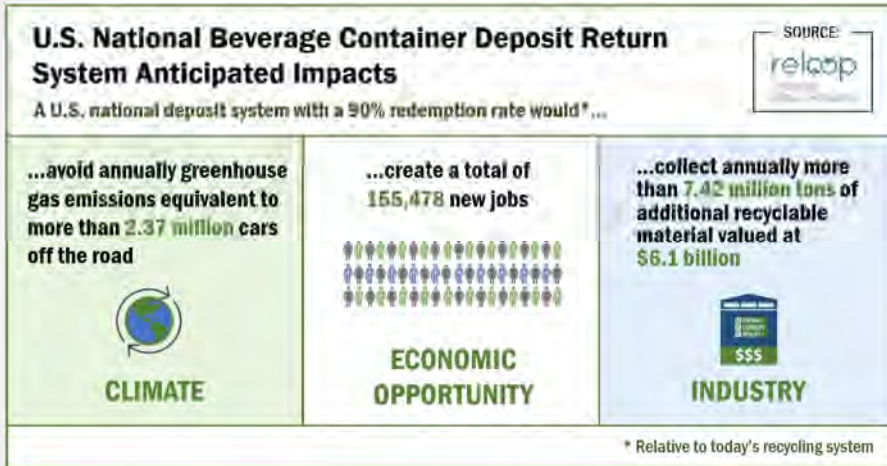 U.S. National Beverage Container Deposit Return
System Anticipated Impacts
A U.S. national deposit system with a 90% redemption rate would*...
SOURCE:
reloop
...avoid annually greenhouse
gas emissions equivalent to
more than 2.37 million cars
off the road
CLIMATE
...create a total of
155,478 new jobs
ECONOMIC
OPPORTUNITY
...collect annually more
than 7.42 million tons of
additional recyclable
material valued at
$6.1 billion
$$$
INDUSTRY
* Relative to today's recycling system